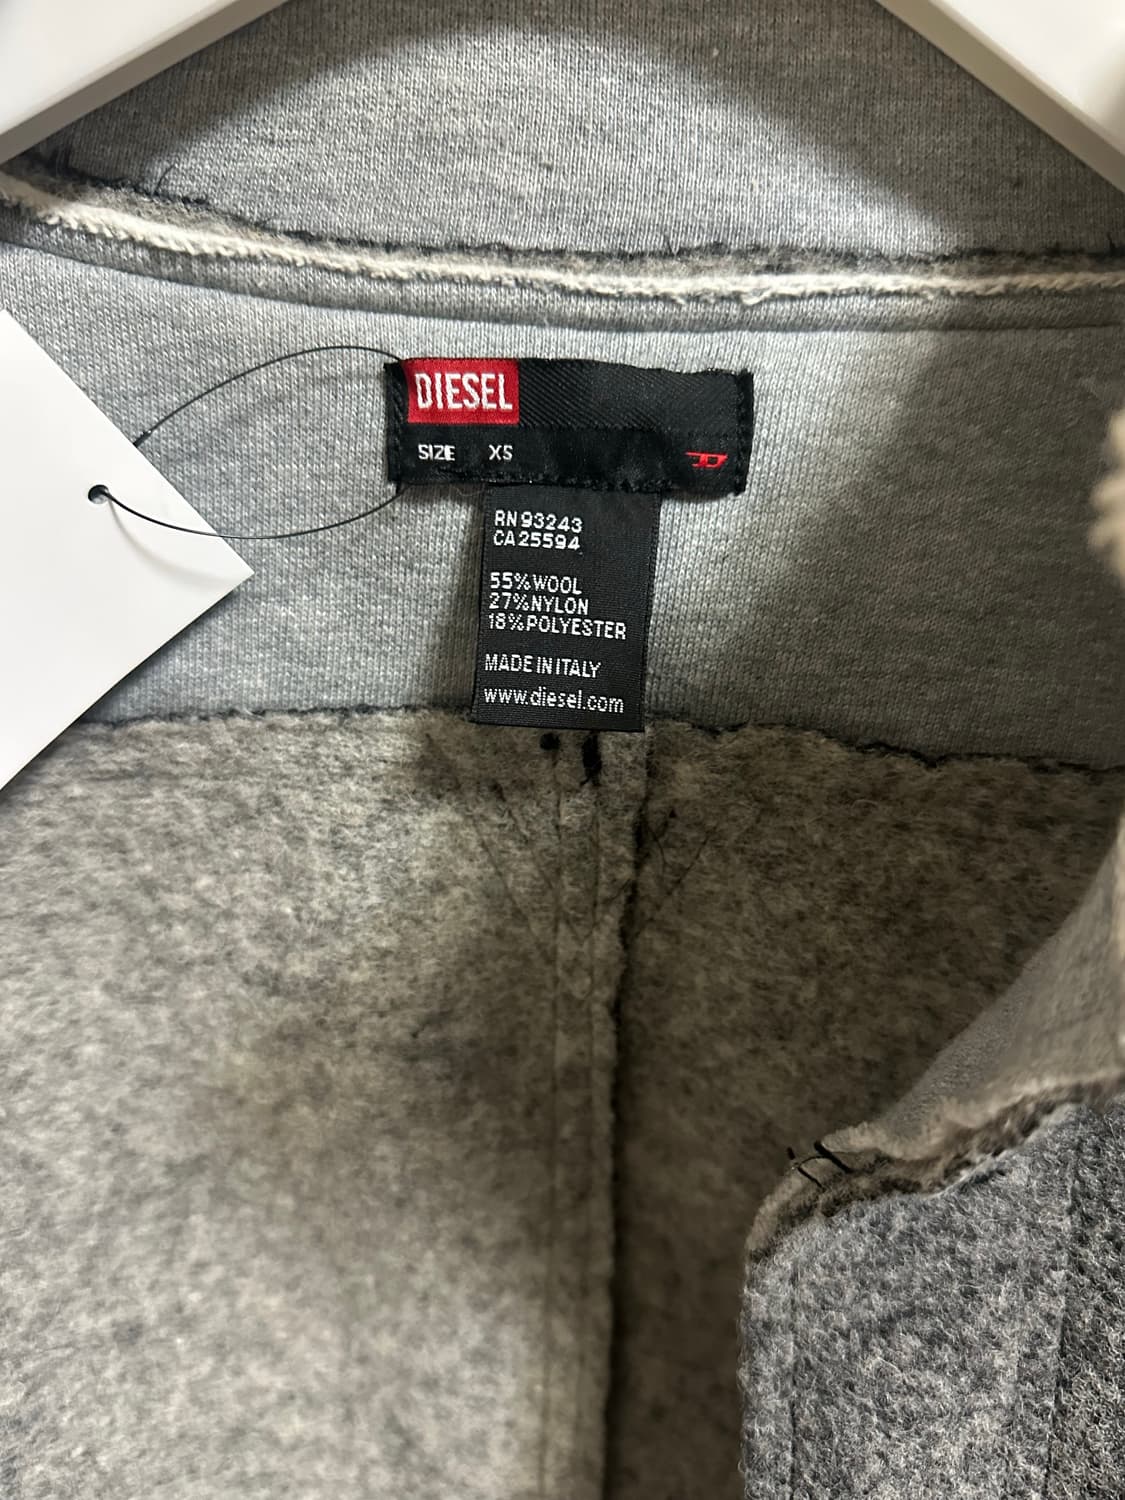 DIESEL
SIZE XS
RN 93243
CA 25594
55% WOOL
27% NYLON
18% POLYESTER
MADE IN ITALY
www.diesel.com